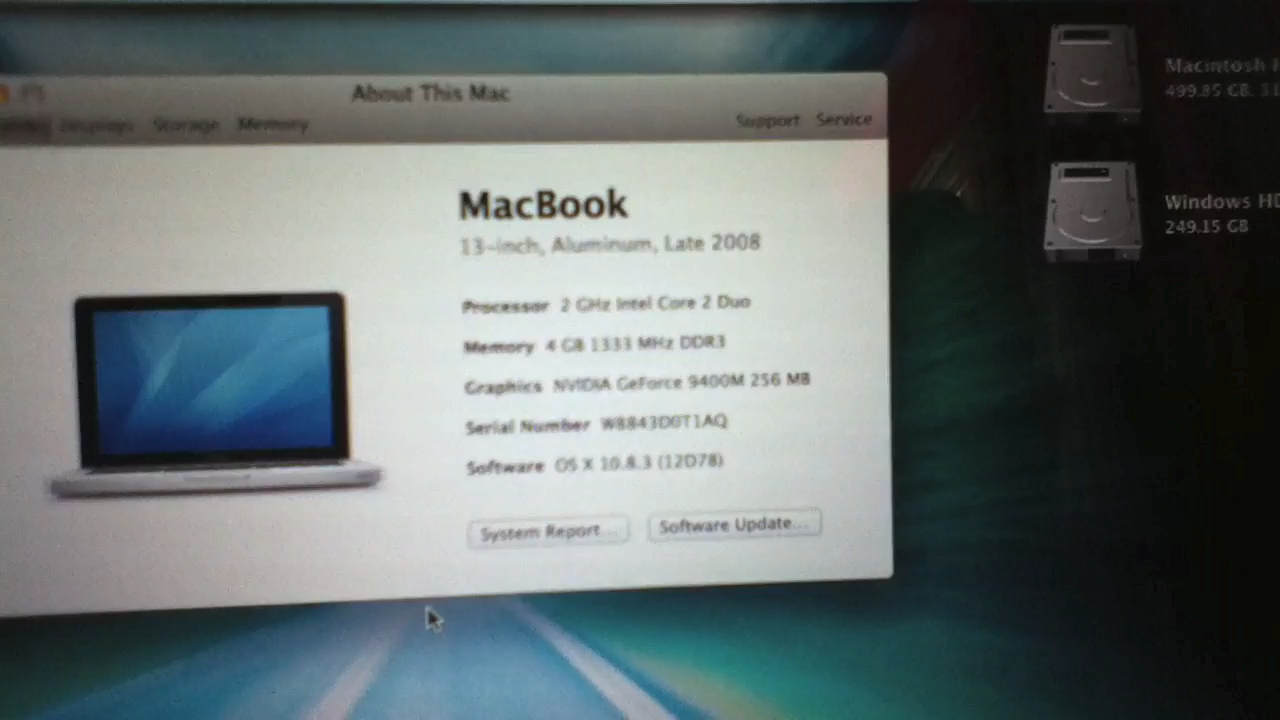 About This Mac
Displays Storage Memory
Support Service
MacBook
13-inch, Aluminum, Late 2008
Processor 2 GHz Intel Core 2 Duo
Memory 4 GB 1333 MHz DDR3
Graphics NVIDIA GeForce 9400M 256 MB
Serial Number
Software OS X 10.8.3 (12D78)
System Report...
Software Update...
Macintosh
499.85 GB,
Windows HD
249.15 GB